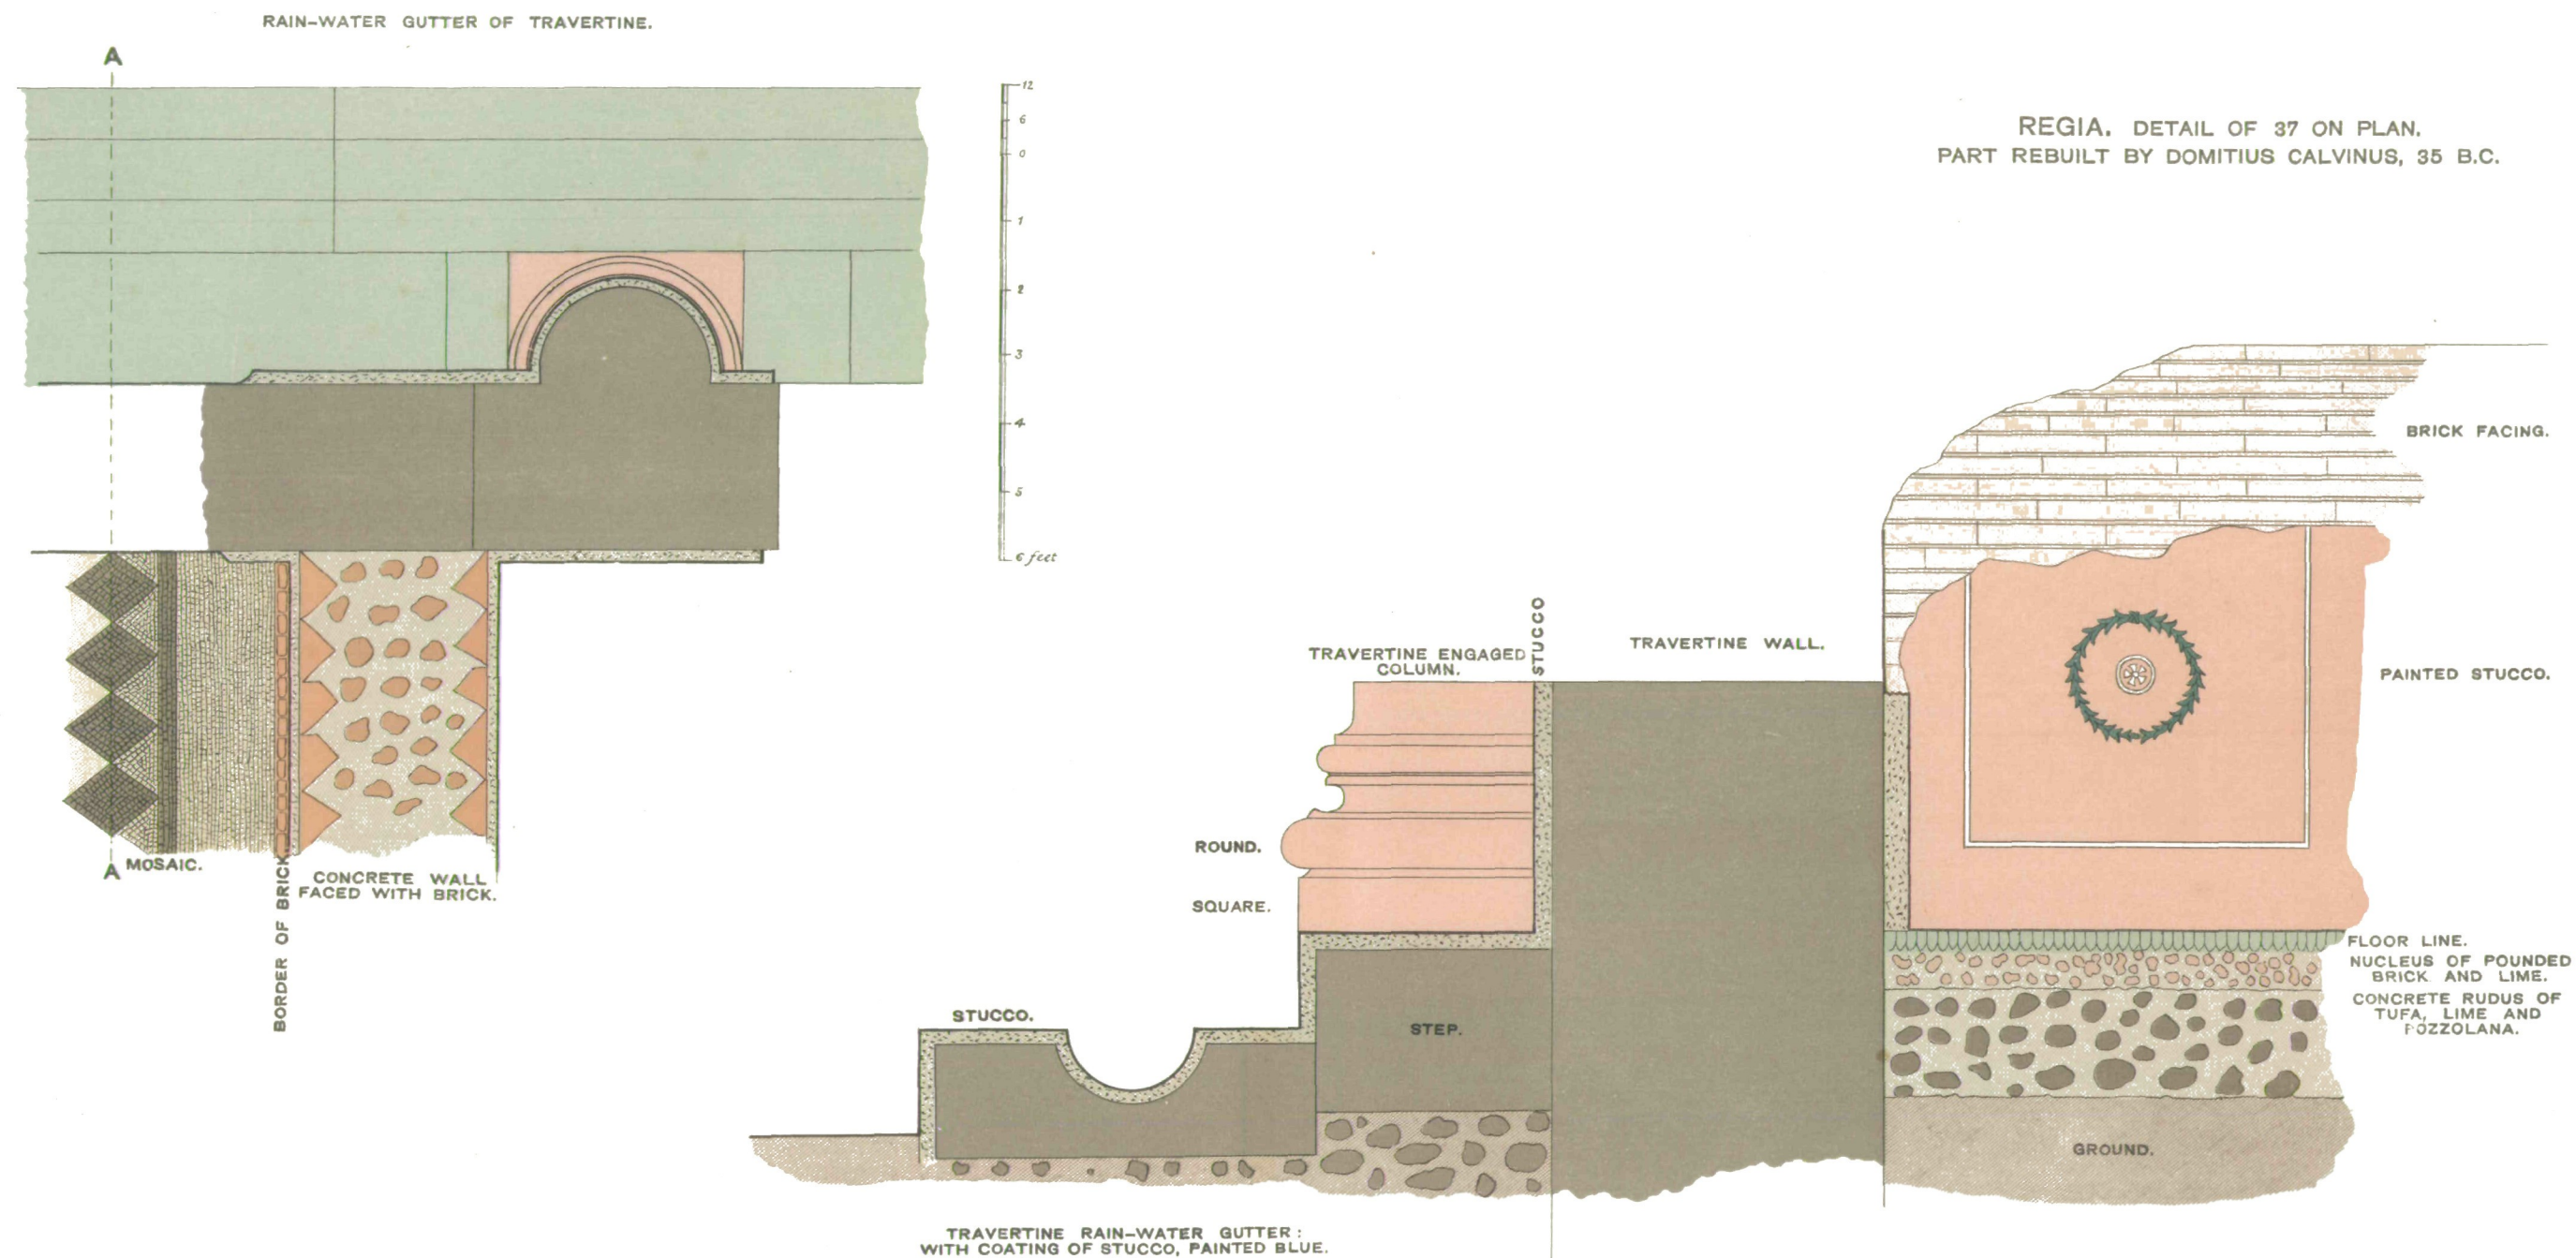 RAIN-WATER GUTTER OF TRAVERTINE.
A
12
6
0
1
2
3
4
5
6 feet
REGIA. DETAIL OF 37 ON PLAN.
PART REBUILT BY DOMITIUS CALVINUS, 35 B.C.
BRICK FACING.
PAINTED STUCCO.
TRAVERTINE ENGAGED
COLUMN.
STUCCO
TRAVERTINE WALL.
ROUND.
SQUARE.
A
MOSAIC.
BORDER OF BRICK
CONCRETE WALL
FACED WITH BRICK.
STUCCO.
STEP.
FLOOR LINE.
NUCLEUS OF POUNDED
BRICK AND LIME.
CONCRETE RUDUS OF
TUFA, LIME AND
POZZOLANA.
GROUND.
TRAVERTINE RAIN-WATER GUTTER:
WITH COATING OF STUCCO, PAINTED BLUE.